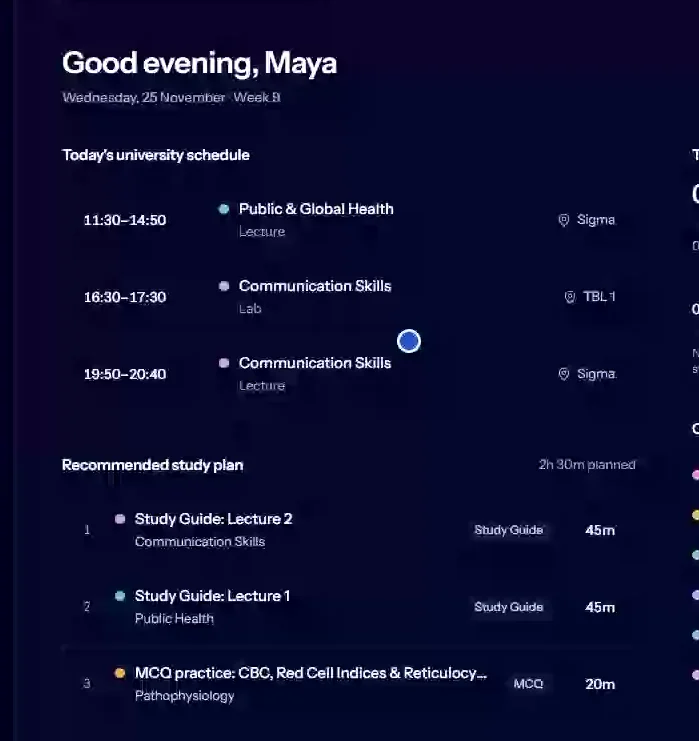 Good evening, Maya
Wednesday, 25 November · Week 9
Today's university schedule
11:30–14:50
Public & Global Health
Lecture
Sigma
16:30–17:30
Communication Skills
Lab
TBL 1
19:50–20:40
Communication Skills
Lecture
Sigma
Recommended study plan
2h 30m planned
1
Study Guide: Lecture 2
Communication Skills
Study Guide
45m
2
Study Guide: Lecture 1
Public Health
Study Guide
45m
3
MCQ practice: CBC, Red Cell Indices & Reticulocy...
Pathophysiology
MCQ
20m